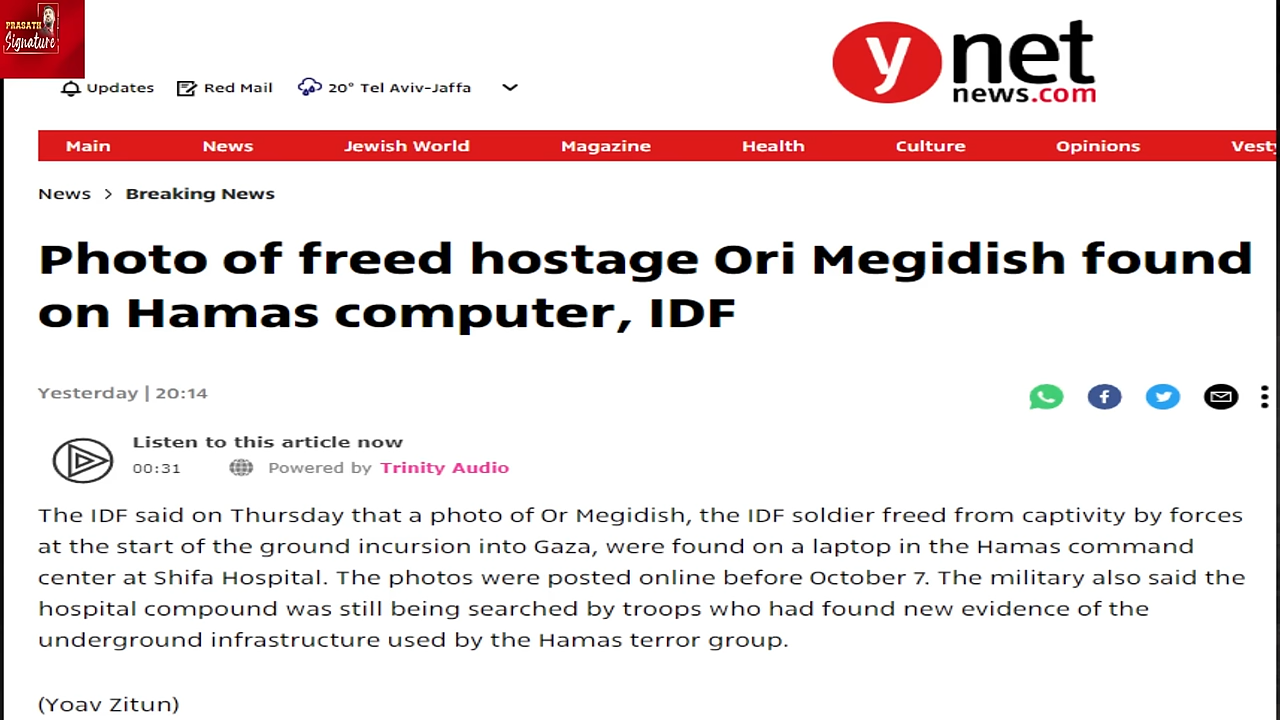 PRASATH
Signature
ynet
news.com
Updates Red Mail 20° Tel Aviv-Jaffa
Main News Jewish World Magazine Health Culture Opinions Vesty
News > Breaking News
Photo of freed hostage Ori Megidish found
on Hamas computer, IDF
Yesterday | 20:14
Listen to this article now
00:31 Powered by Trinity Audio
The IDF said on Thursday that a photo of Or Megidish, the IDF soldier freed from captivity by forces
at the start of the ground incursion into Gaza, were found on a laptop in the Hamas command
center at Shifa Hospital. The photos were posted online before October 7. The military also said the
hospital compound was still being searched by troops who had found new evidence of the
underground infrastructure used by the Hamas terror group.
(Yoav Zitun)